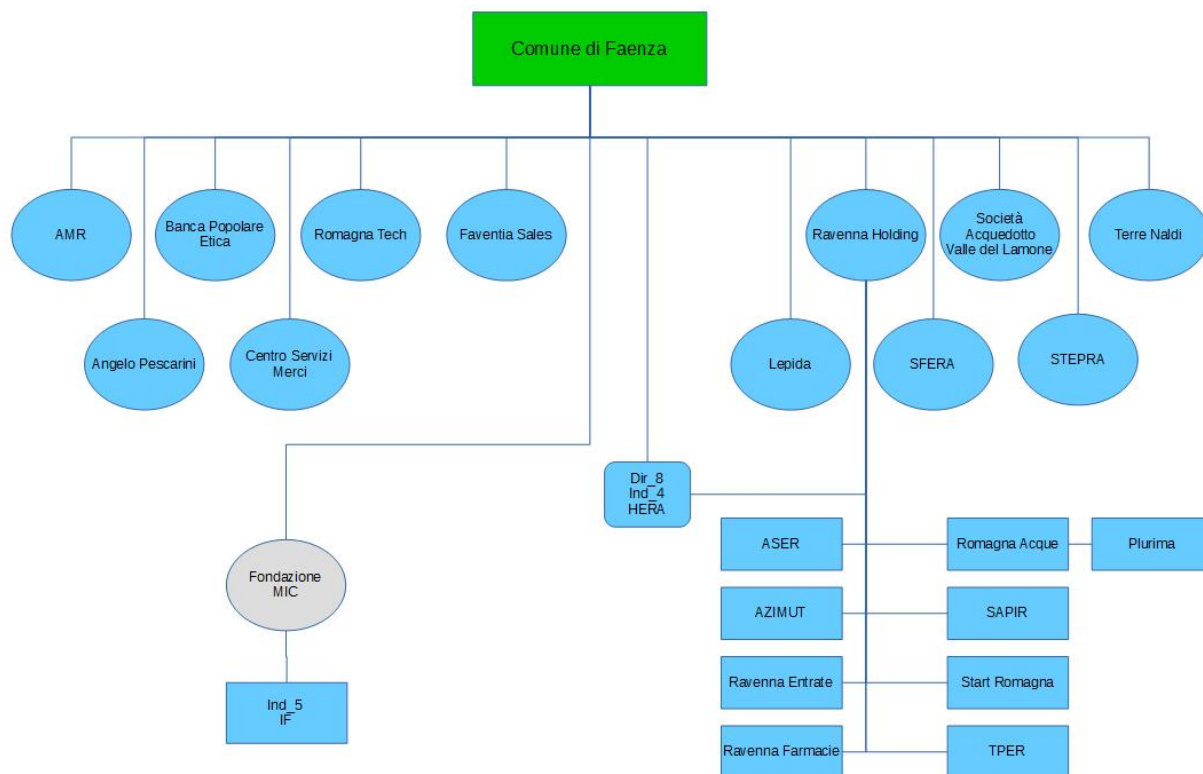 Comune di Faenza
AMR
Banca Popolare
Etica
Romagna Tech
Faventia Sales
Ravenna Holding
Società
Acquedotto
Valle del Lamone
Terre Naldi
Angelo Pescarini
Centro Servizi
Merci
Lepida
SFERA
STEPRA
Dir_8
Ind_4
HERA
ASER
Romagna Acque
Plurima
Fondazione
MIC
AZIMUT
SAPIR
Ind_5
IF
Ravenna Entrate
Start Romagna
Ravenna Farmacie
TPER